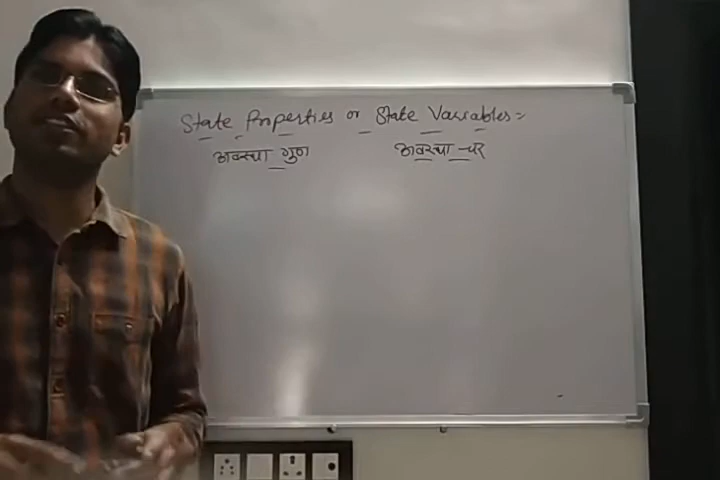 State Properties or State Variables :-
अवस्था गुण अवस्था चर